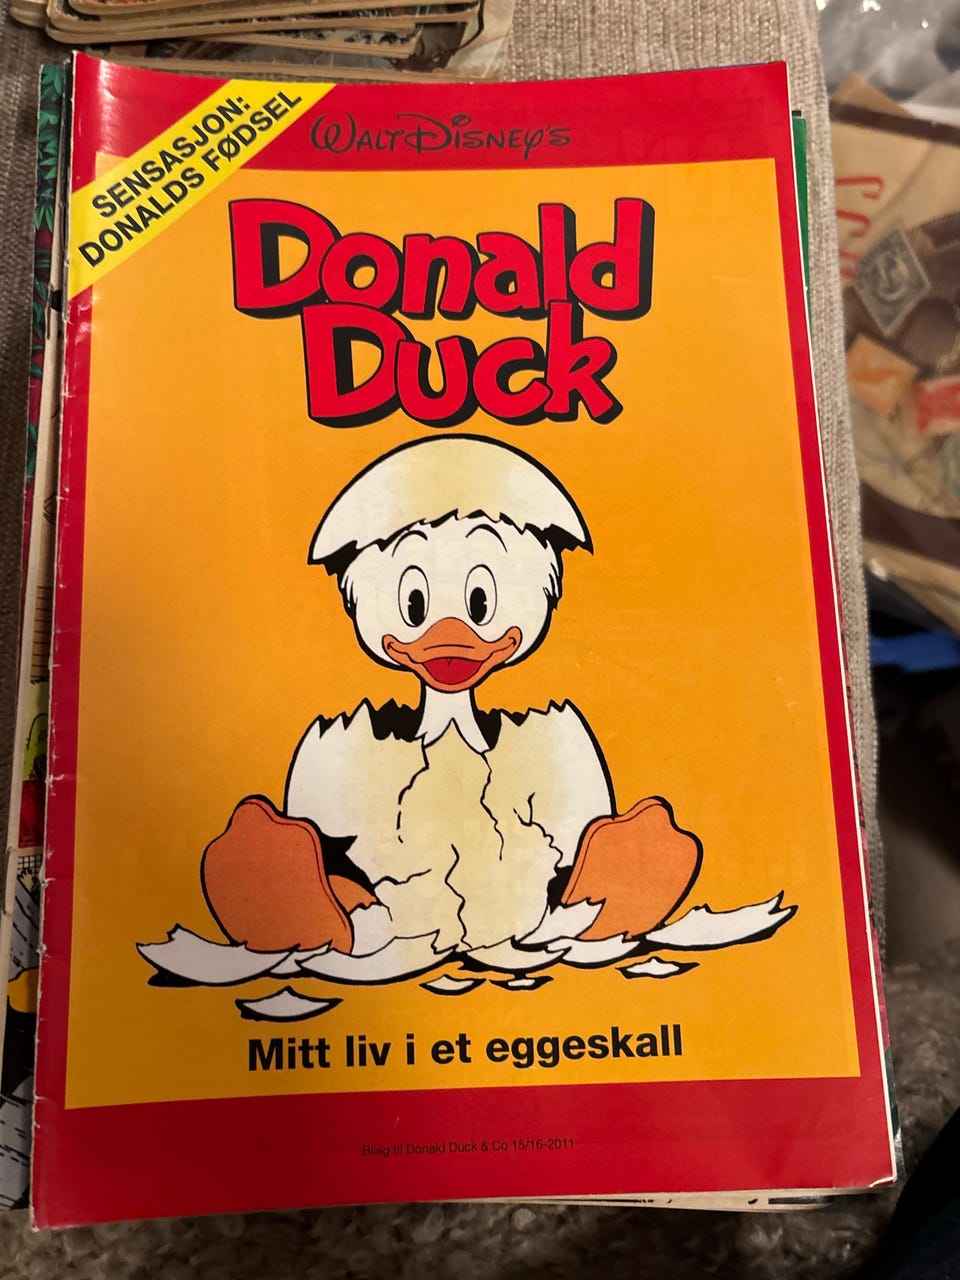 SENSASJON:
DONALDS FØDSEL
WALT DISNEY'S
Donald
Duck
Mitt liv i et eggeskall
Bilag til Donald Duck & Co 15/16-2011